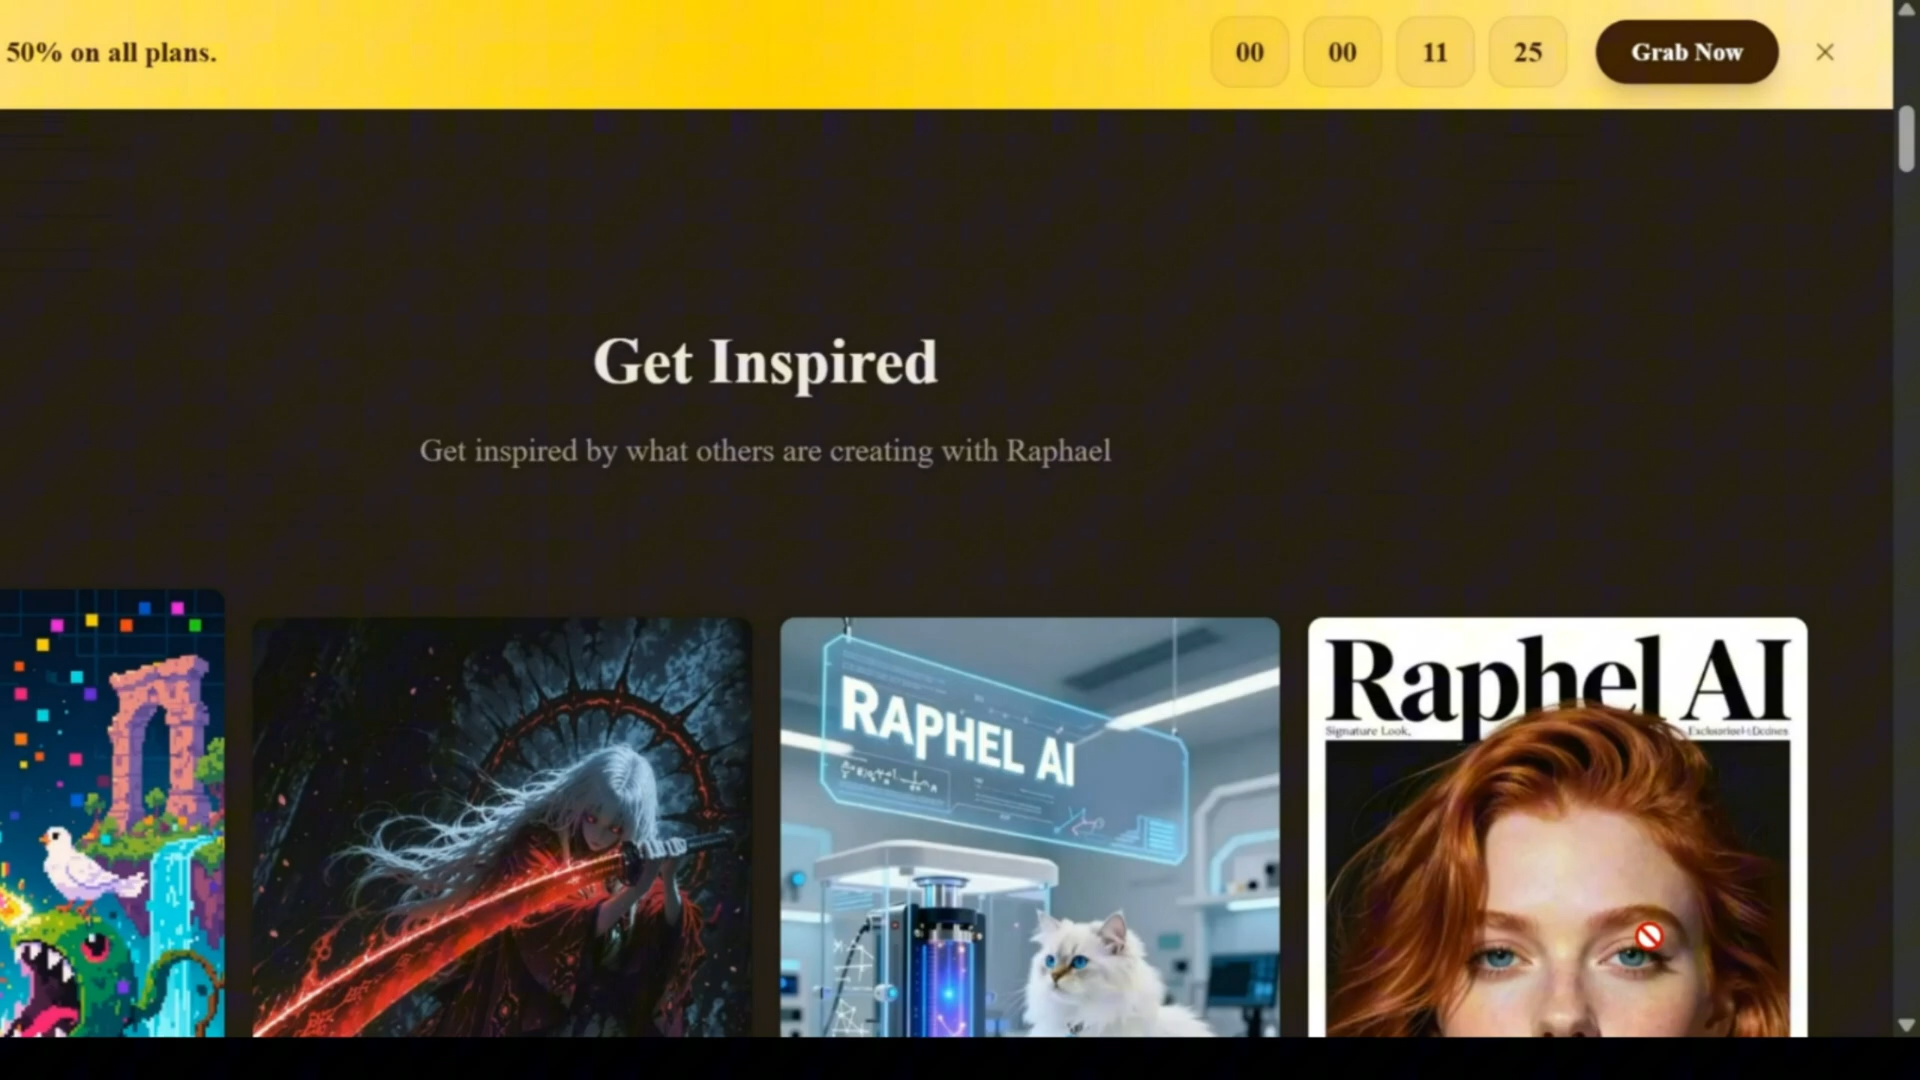 50% on all plans.
00 00 11 25 Grab Now
Get Inspired
Get inspired by what others are creating with Raphael
RAPHEL AI
Raphel AI
Signature Look.